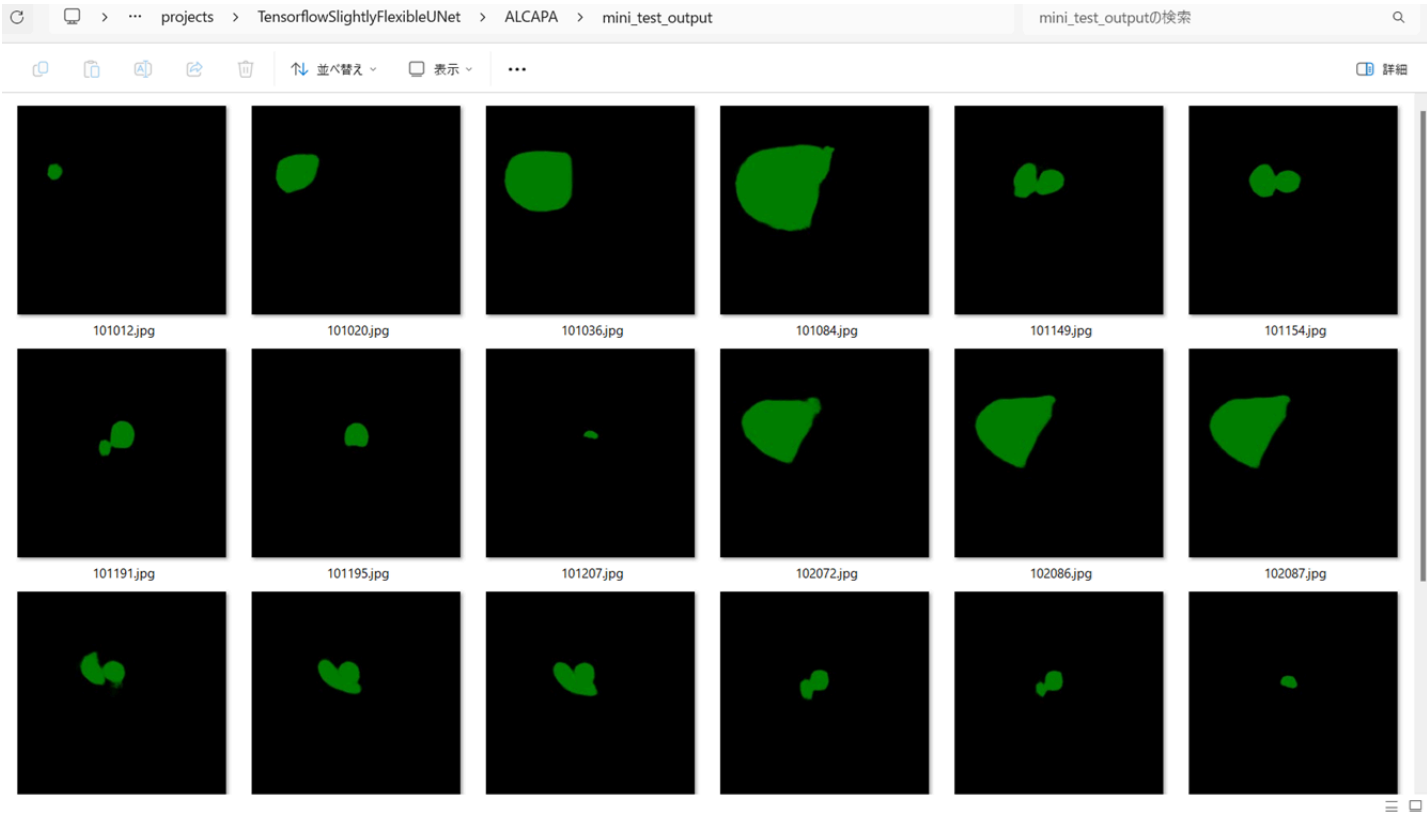 projects > TensorflowSlightlyFlexibleUNet > ALCAPA > mini_test_output mini_test_outputの検索
並べ替え 表示 詳細
101012.jpg 101020.jpg 101036.jpg 101084.jpg 101149.jpg 101154.jpg
101191.jpg 101195.jpg 101207.jpg 102072.jpg 102086.jpg 102087.jpg